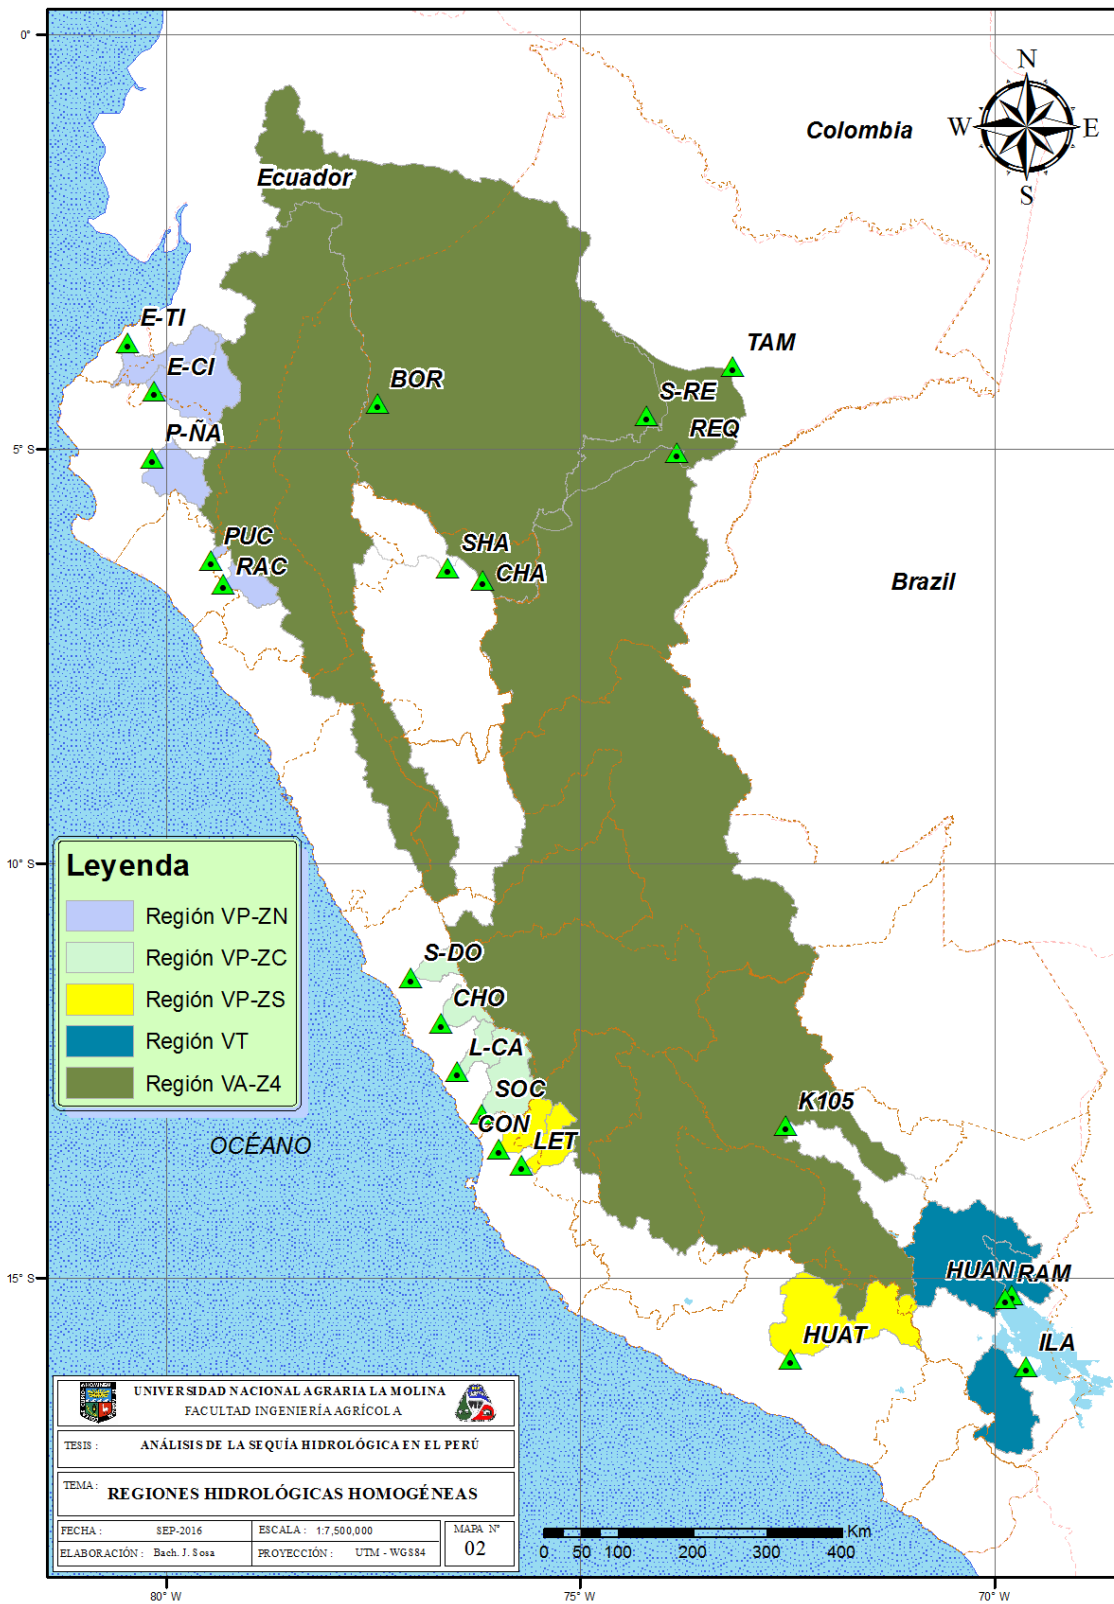 0°
N
W
E
S
Colombia
Ecuador
E-TI
E-CI
TAM
BOR
S-RE
P-ÑA
REQ
5° S
PUC
RAC
SHA
CHA
Brazil
10° S
Leyenda
Región VP-ZN
Región VP-ZC
Región VP-ZS
Región VT
Región VA-Z4
S-DO
CHO
L-CA
SOC
CON
LET
K105
OCÉANO
15° S
HUAN
RAM
HUAT
ILA
UNIVERSIDAD NACIONAL AGRARIA LA MOLINA
FACULTAD INGENIERÍA AGRÍCOLA
TESIS : ANÁLISIS DE LA SEQUÍA HIDROLÓGICA EN EL PERÚ
TEMA : REGIONES HIDROLÓGICAS HOMOGÉNEAS
FECHA : SEP-2016 ESCALA : 1:7,500,000 MAPA Nº
ELABORACIÓN : Bach. J. Sosa PROYECCIÓN : UTM - WGS84 02
Km
0 50 100 200 300 400
80° W 75° W 70° W